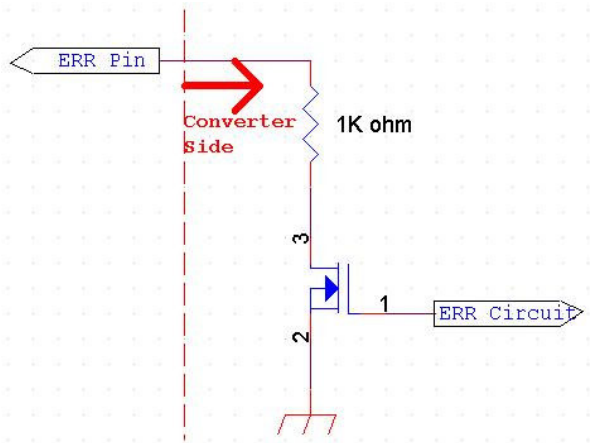 ERR Pin
Converter
Side
1K ohm
3
1
ERR Circuit
2